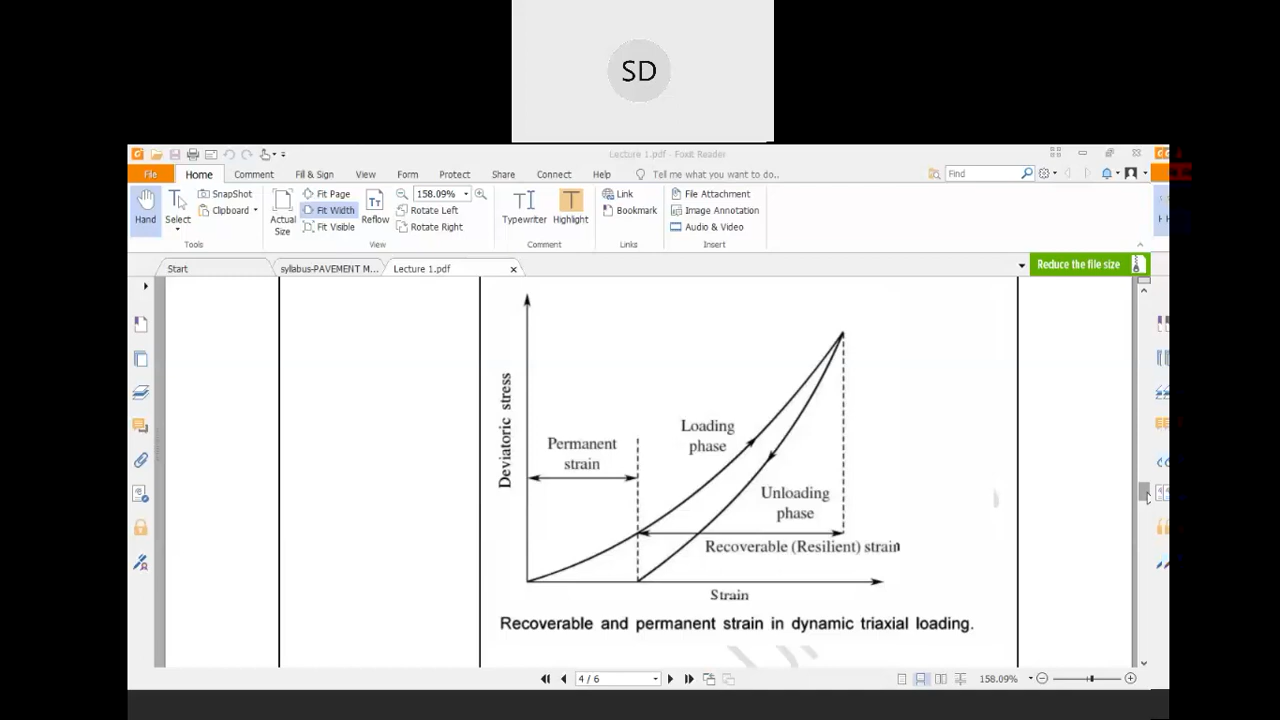 SD
Lecture 1.pdf - Foxit Reader
File Home Comment Fill & Sign View Form Protect Share Connect Help Tell me what you want to do.. Find
SnapShot
Clipboard
Hand
Select
Tools
Actual
Size
Fit Page
Fit Width
Fit Visible
Reflow
158.09%
Rotate Left
Rotate Right
View
Typewriter
Highlight
Comment
Link
Bookmark
Links
File Attachment
Image Annotation
Audio & Video
Insert
Start
syllabus-PAVEMENT M...
Lecture 1.pdf
Reduce the file size
Deviatoric stress
Permanent
strain
Loading
phase
Unloading
phase
Recoverable (Resilient) strain
Strain
Recoverable and permanent strain in dynamic triaxial loading.
4 / 6
158.09%